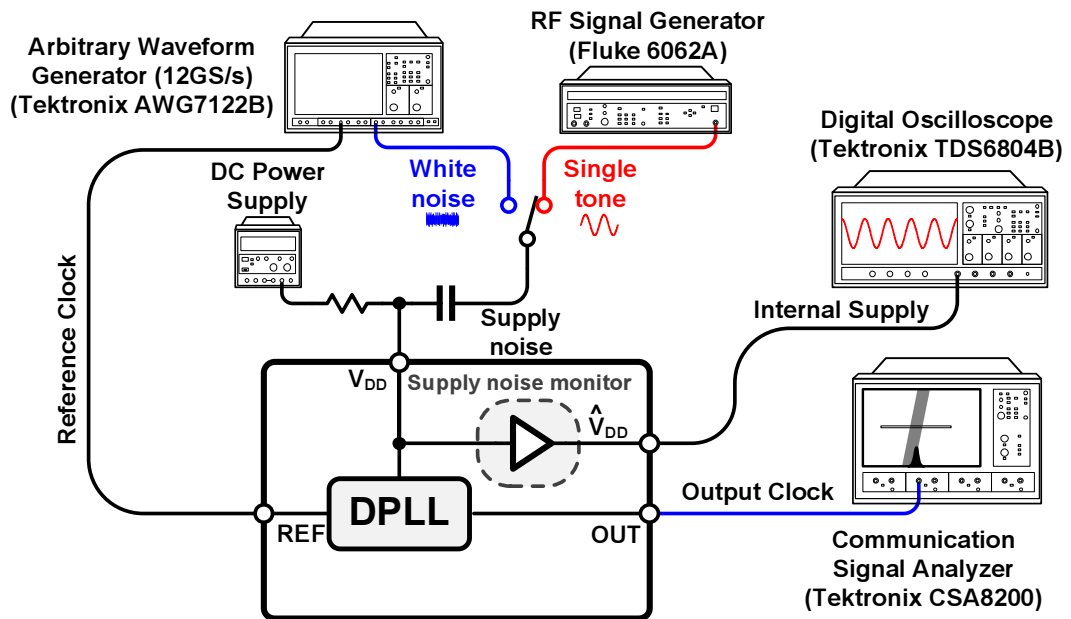 RF Signal Generator
(Fluke 6062A)
Arbitrary Waveform
Generator (12GS/s)
(Tektronix AWG7122B)
Digital Oscilloscope
(Tektronix TDS6804B)
White
noise
Single
tone
DC Power
Supply
Reference Clock
Supply
noise
Internal Supply
VDD
Supply noise monitor
V̂DD
DPLL
REF
OUT
Output Clock
Communication
Signal Analyzer
(Tektronix CSA8200)